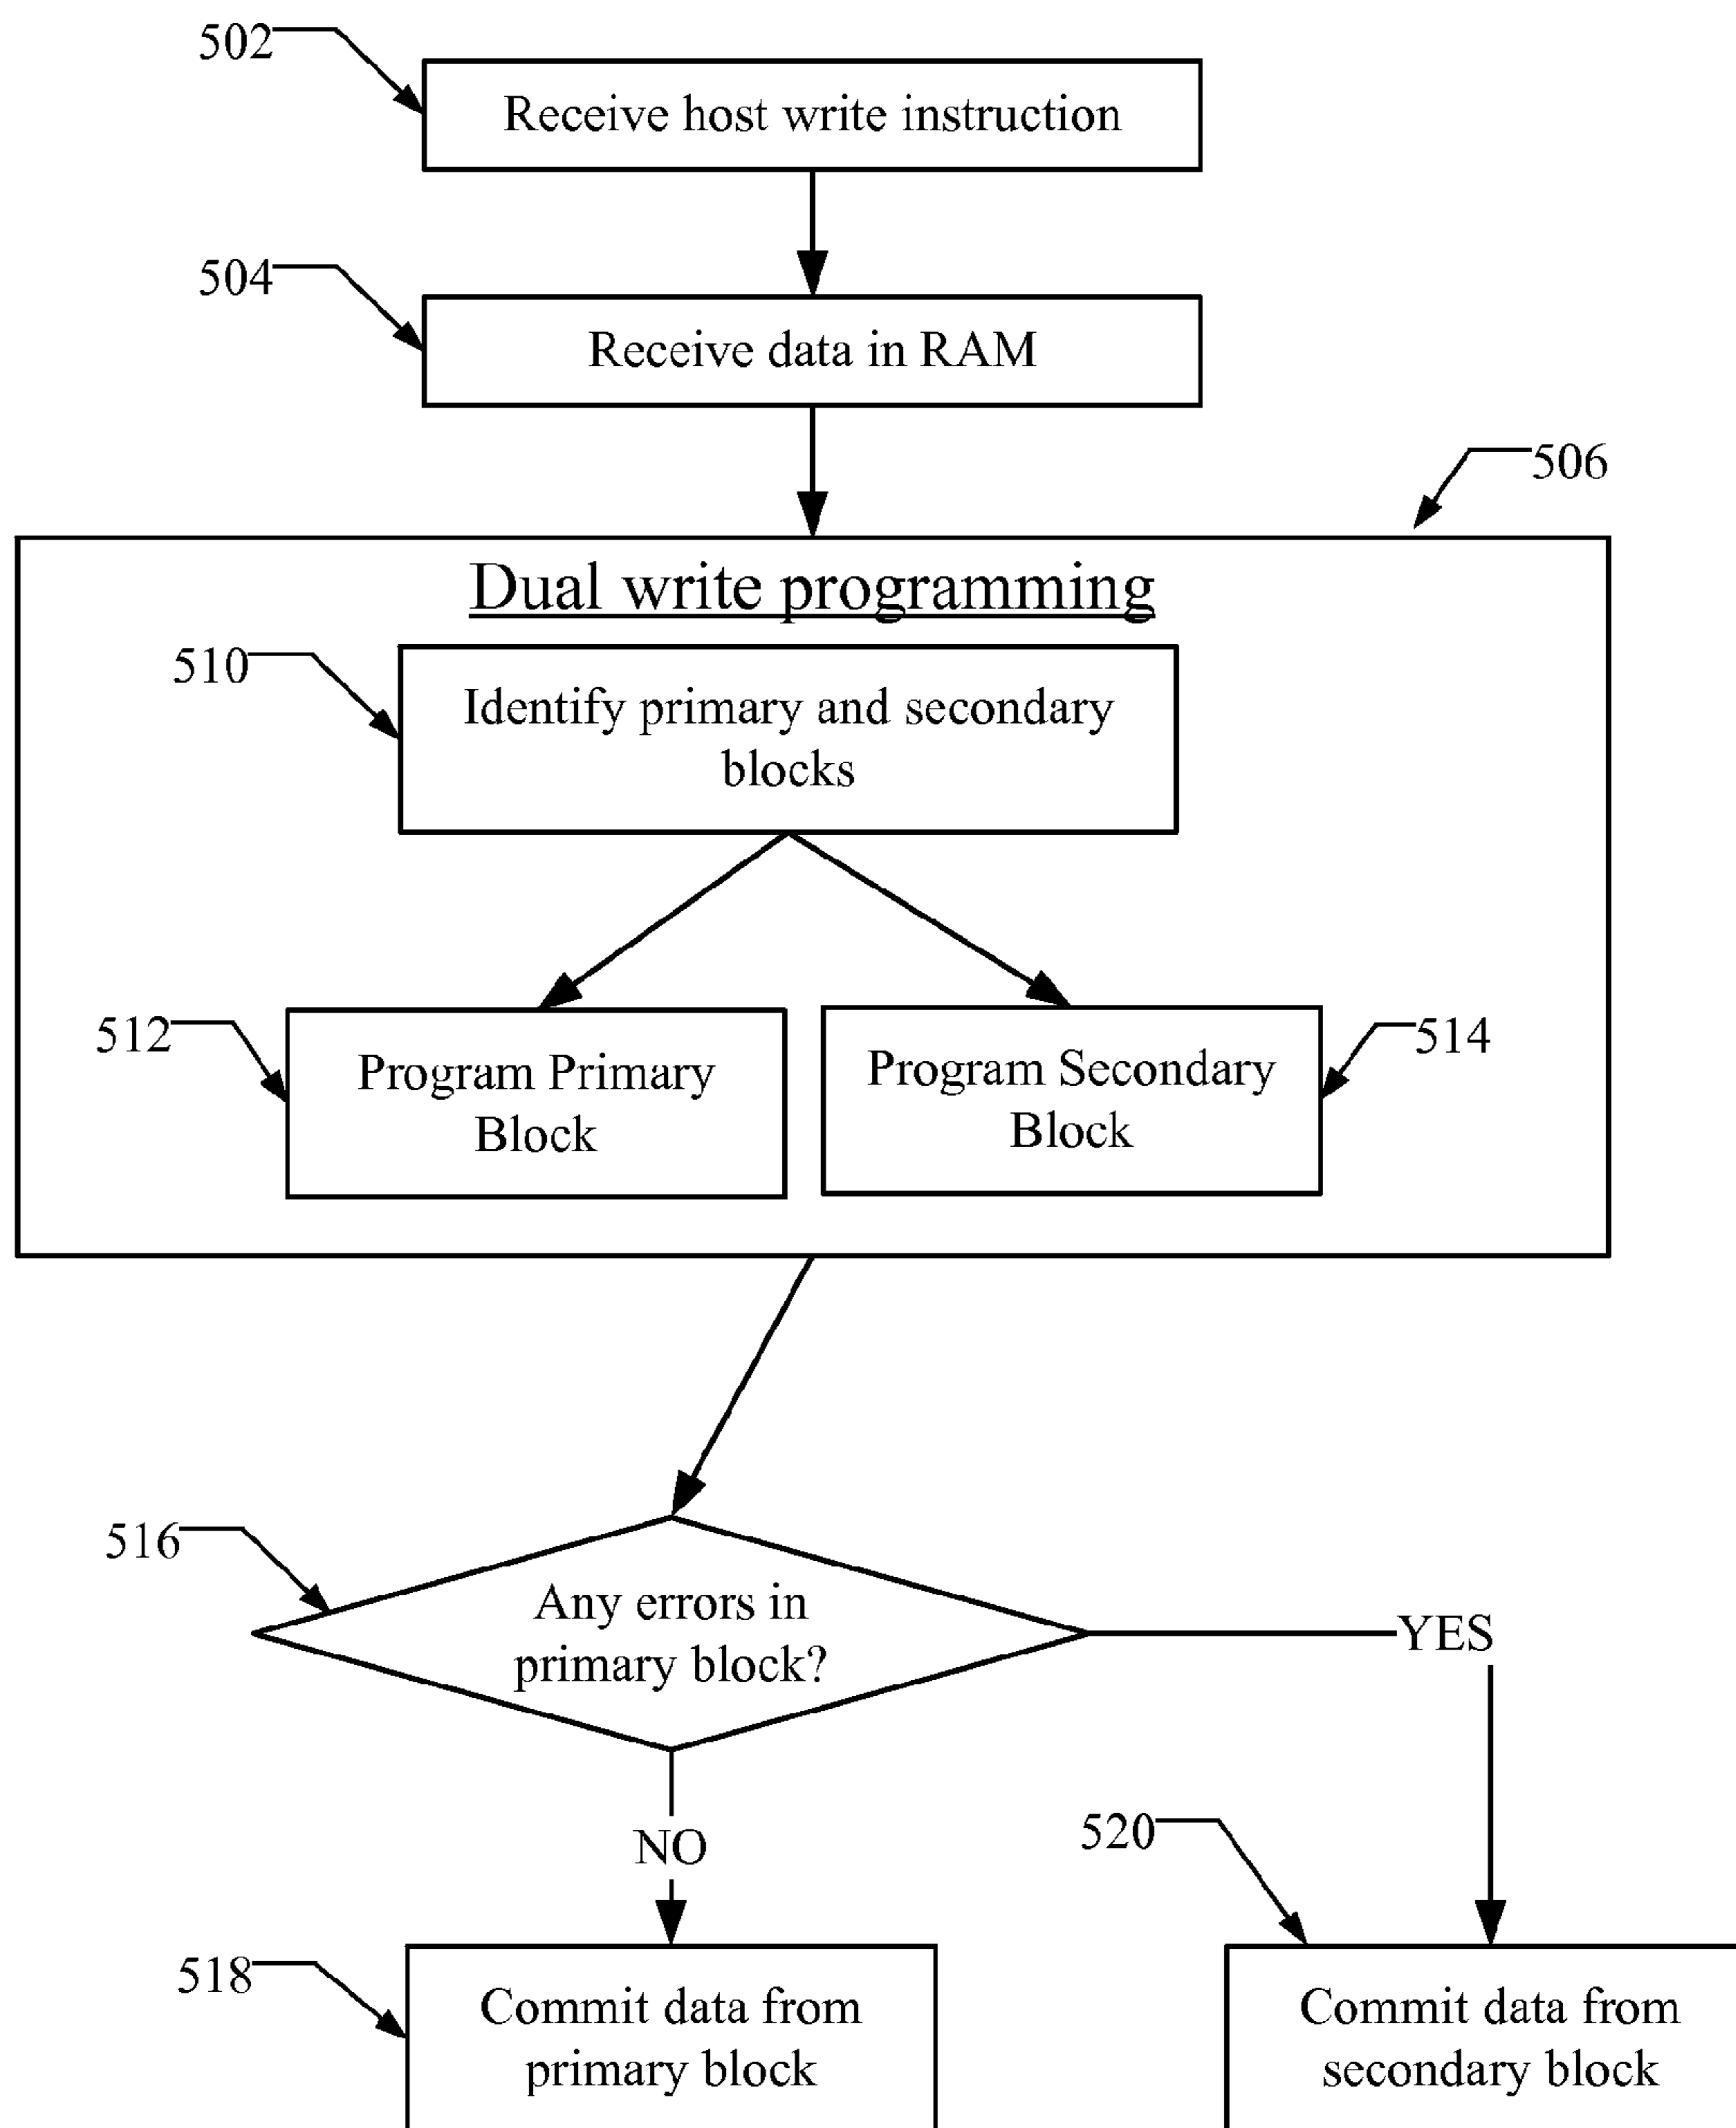 502
Receive host write instruction
504
Receive data in RAM
506
Dual write programming
510
Identify primary and secondary
blocks
512
Program Primary
Block
Program Secondary
Block
514
516
Any errors in
primary block?
YES
NO
520
518
Commit data from
primary block
Commit data from
secondary block